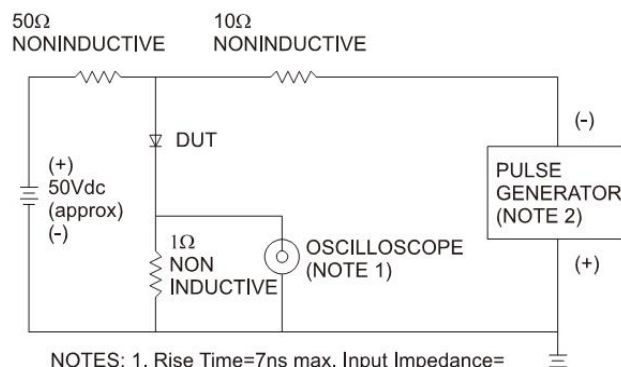 50Ω
NONINDUCTIVE
10Ω
NONINDUCTIVE
(+)
50Vdc
(approx)
(-)
DUT
1Ω
NON
INDUCTIVE
OSCILLOSCOPE
(NOTE 1)
(-)
PULSE
GENERATOR
(NOTE 2)
(+)
NOTES: 1. Rise Time=7ns max. Input Impedance=